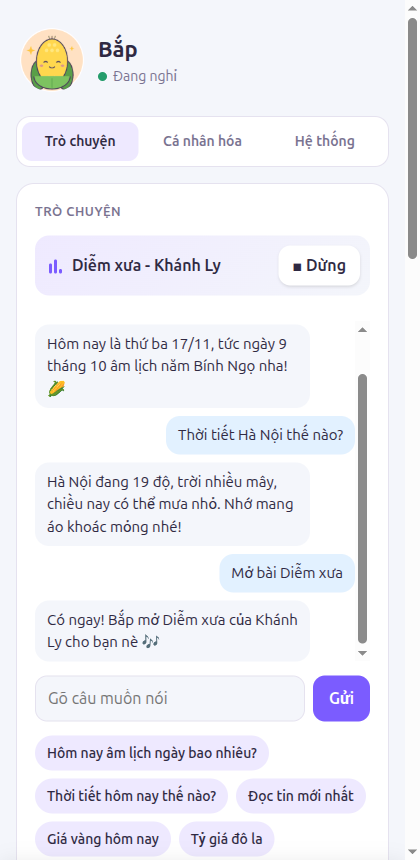 Bắp
Đang nghỉ
Trò chuyện
Cá nhân hóa
Hệ thống
TRÒ CHUYỆN
Diễm xưa - Khánh Ly
Dừng
Hôm nay là thứ ba 17/11, tức ngày 9
tháng 10 âm lịch năm Bính Ngọ nha!
🌽
Thời tiết Hà Nội thế nào?
Hà Nội đang 19 độ, trời nhiều mây,
chiều nay có thể mưa nhỏ. Nhớ mang
áo khoác mỏng nhé!
Mở bài Diễm xưa
Có ngay! Bắp mở Diễm xưa của Khánh
Ly cho bạn nè 🎶
Gõ câu muốn nói
Gửi
Hôm nay âm lịch ngày bao nhiêu?
Thời tiết hôm nay thế nào?
Đọc tin mới nhất
Giá vàng hôm nay
Tỷ giá đô la